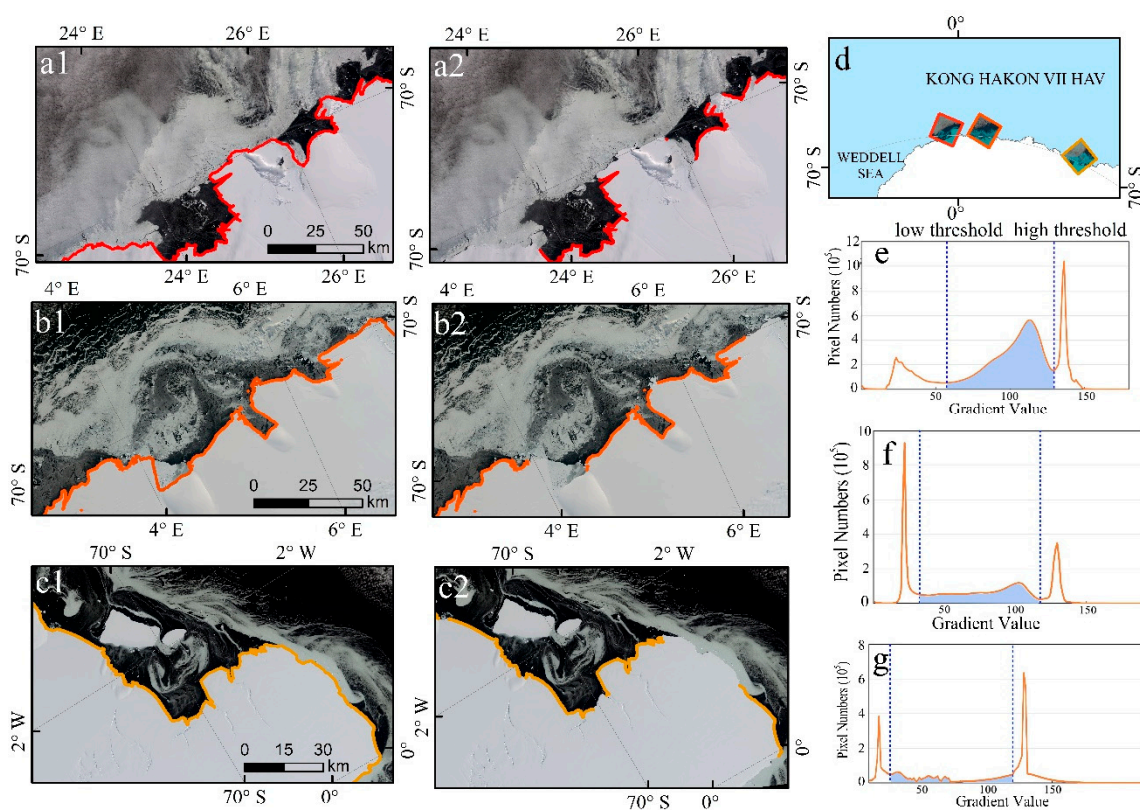 24° E
26° E
a1
70° S
70° S
0
25
50
km
24° E
26° E
24° E
26° E
a2
70° S
70° S
0
25
50
km
24° E
26° E
0°
d
KONG HAKON VII HAV
WEDDELL
SEA
70° S
70° S
0°
4° E
6° E
b1
70° S
70° S
0
25
50
km
4° E
6° E
4° E
6° E
b2
70° S
70° S
4° E
6° E
low threshold
high threshold
e
Pixel Numbers (10⁵)
12
10
8
6
4
2
0
50
100
150
Gradient Value
f
Pixel Numbers (10⁵)
10
8
6
4
2
0
50
100
150
Gradient Value
70° S
2° W
c1
2° W
0°
0
15
30
km
70° S
0°
70° S
2° W
c2
2° W
0°
70° S
0°
g
Pixel Numbers (10⁵)
8
6
4
2
0
50
100
150
Gradient Value